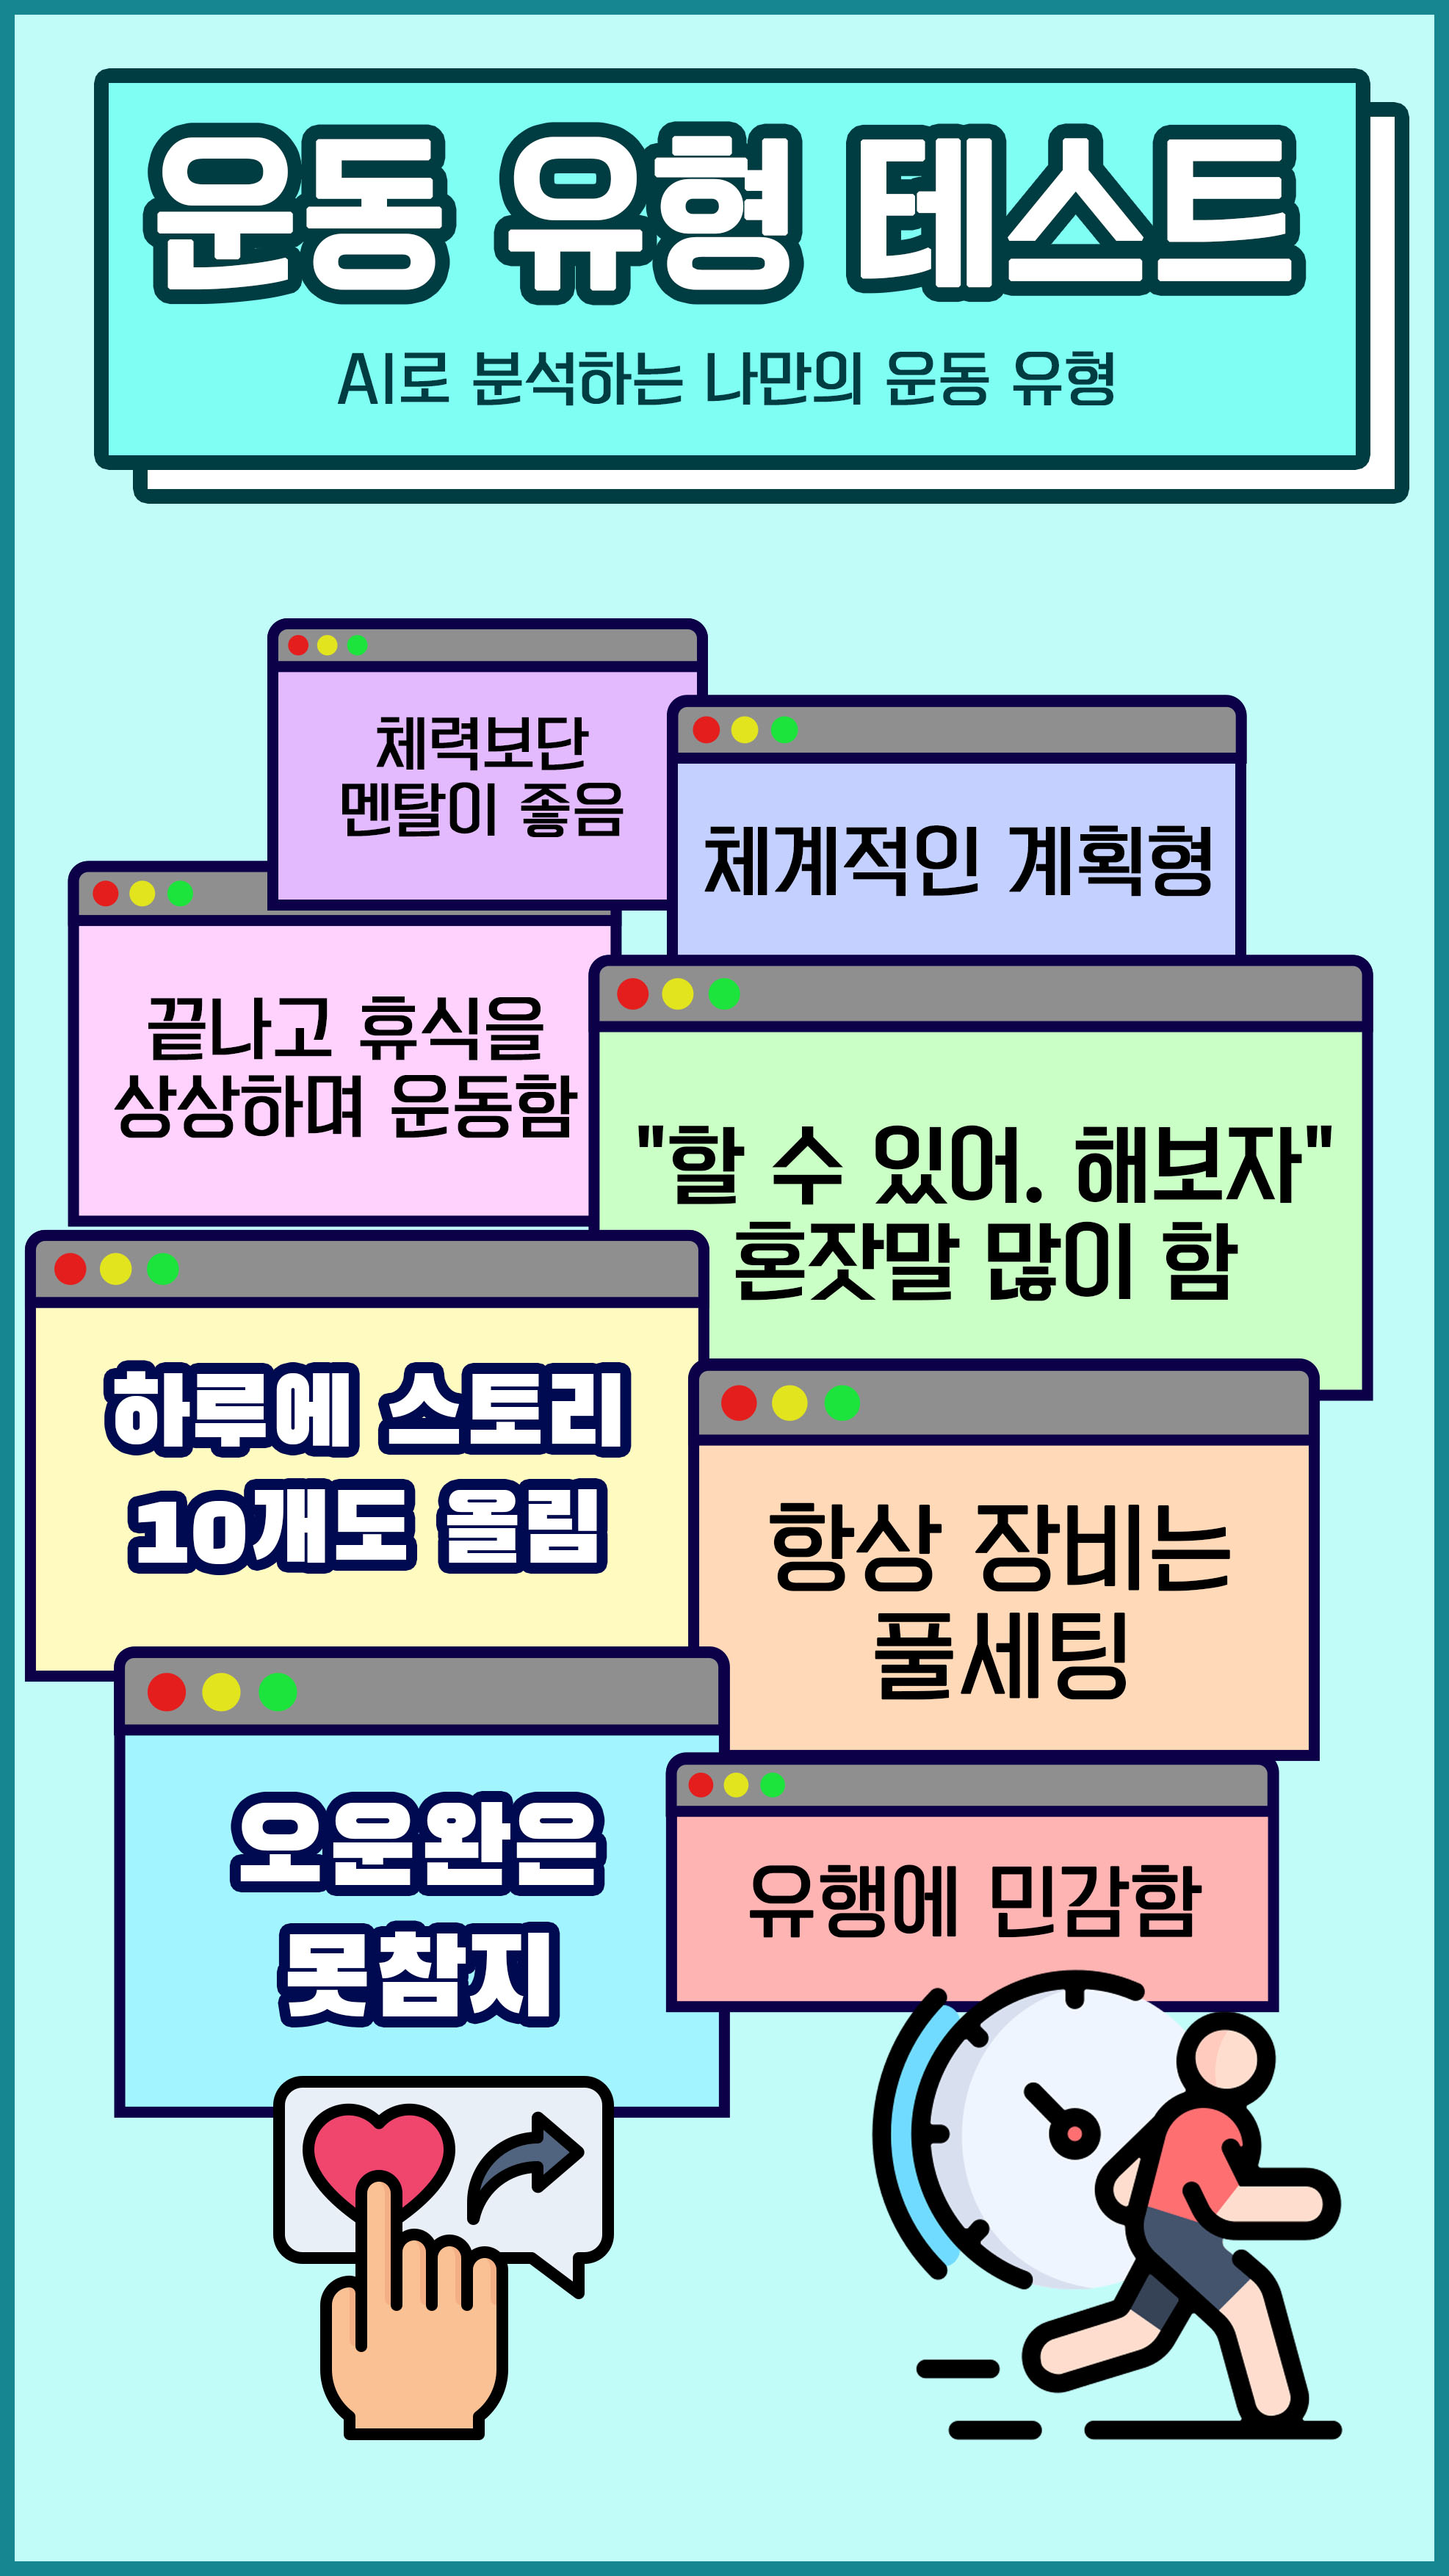 운동 유형 테스트
AI로 분석하는 나만의 운동 유형
체력보단
멘탈이 좋음
체계적인 계획형
끝나고 휴식을
상상하며 운동함
"할 수 있어. 해보자"
혼잣말 많이 함
하루에 스토리
10개도 올림
항상 장비는
풀세팅
오운완은
못참지
유행에 민감함